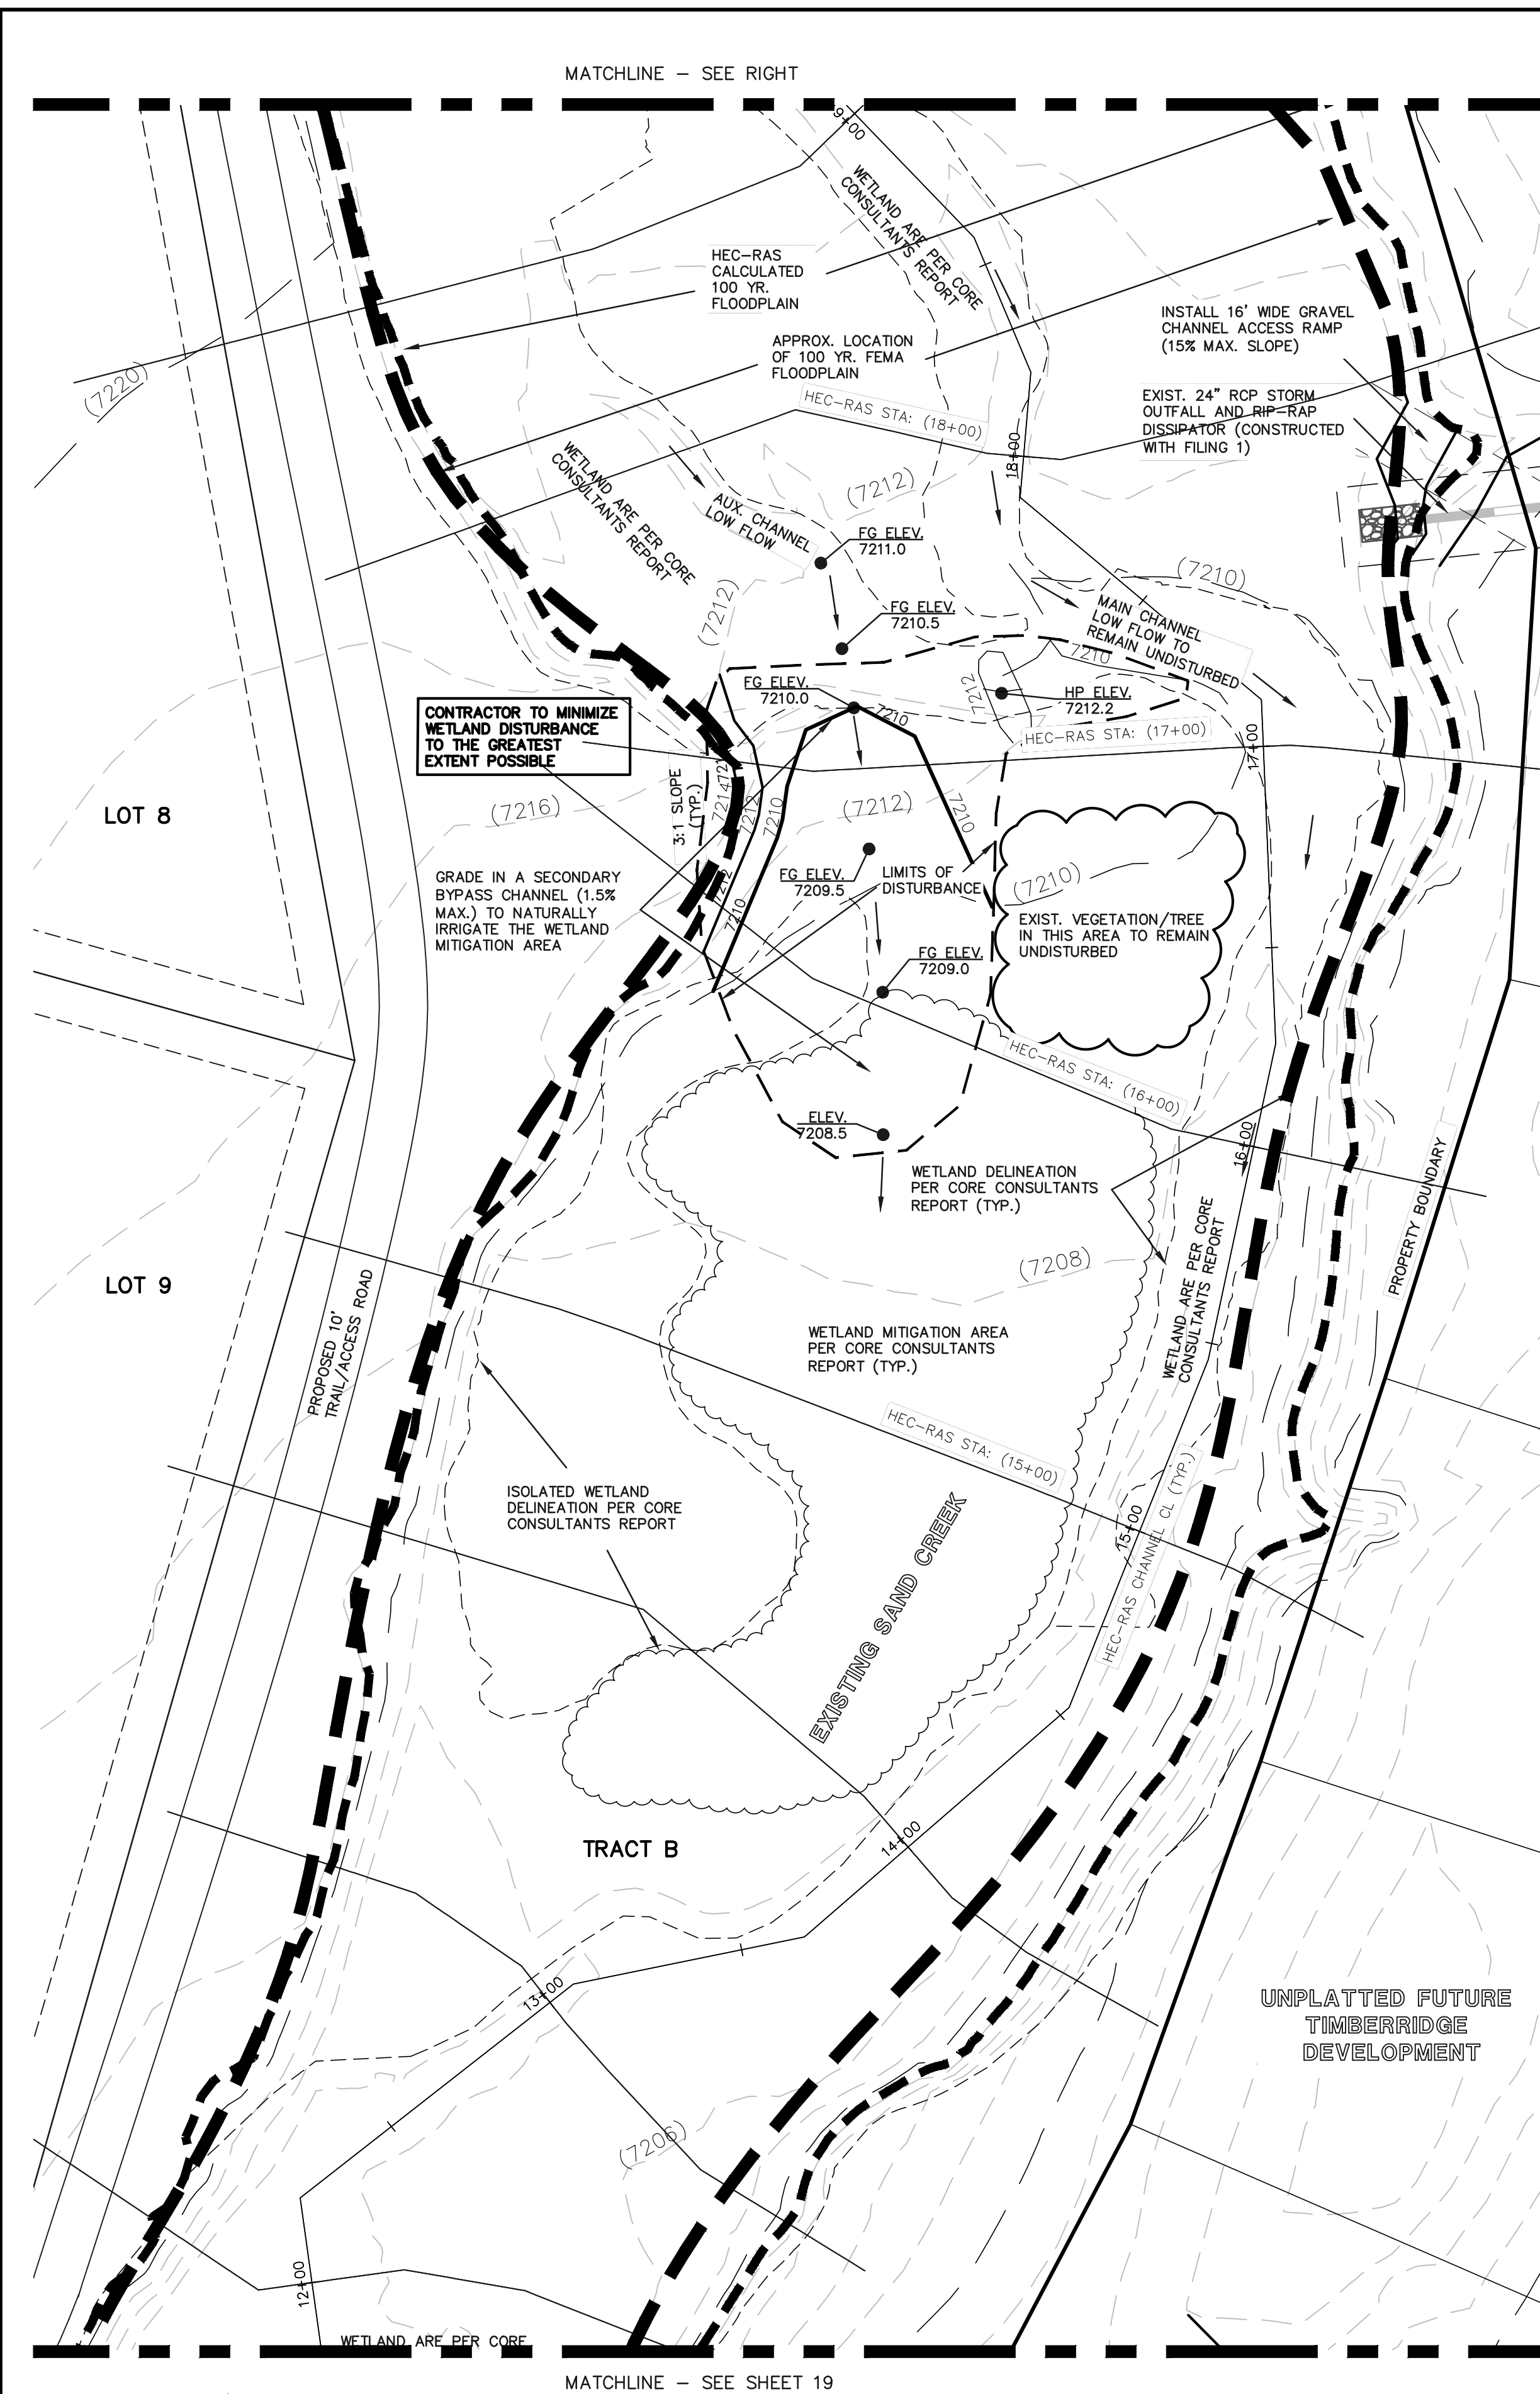 MATCHLINE – SEE RIGHT
19+00
WETLAND ARE PER CORE
CONSULTANTS REPORT
HEC–RAS
CALCULATED
100 YR.
FLOODPLAIN
APPROX. LOCATION
OF 100 YR. FEMA
FLOODPLAIN
INSTALL 16' WIDE GRAVEL
CHANNEL ACCESS RAMP
(15% MAX. SLOPE)
(7220)
EXIST. 24" RCP STORM
OUTFALL AND RIP–RAP
DISSIPATOR (CONSTRUCTED
WITH FILING 1)
HEC–RAS STA: (18+00)
18+00
WETLAND ARE PER CORE
CONSULTANTS REPORT
(7212)
AUX. CHANNEL
LOW FLOW
FG ELEV.
7211.0
(7210)
(7212)
FG ELEV.
7210.5
MAIN CHANNEL
LOW FLOW TO
REMAIN UNDISTURBED
7210
FG ELEV.
7210.0
7210
7212
HP ELEV.
7212.2
HEC–RAS STA: (17+00)
17+00
CONTRACTOR TO MINIMIZE
WETLAND DISTURBANCE
TO THE GREATEST
EXTENT POSSIBLE
3:1 SLOPE
(TYP.)
7214
7212
7210
(7216)
(7212)
7210
LOT 8
GRADE IN A SECONDARY
BYPASS CHANNEL (1.5%
MAX.) TO NATURALLY
IRRIGATE THE WETLAND
MITIGATION AREA
7212
7210
FG ELEV.
7209.5
LIMITS OF
DISTURBANCE
(7210)
EXIST. VEGETATION/TREE
IN THIS AREA TO REMAIN
UNDISTURBED
FG ELEV.
7209.0
HEC–RAS STA: (16+00)
16+00
ELEV.
7208.5
WETLAND DELINEATION
PER CORE CONSULTANTS
REPORT (TYP.)
PROPERTY BOUNDARY
WETLAND ARE PER CORE
CONSULTANTS REPORT
(7208)
LOT 9
PROPOSED 10'
TRAIL/ACCESS ROAD
WETLAND MITIGATION AREA
PER CORE CONSULTANTS
REPORT (TYP.)
HEC–RAS STA: (15+00)
15+00
HEC–RAS CHANNEL CL (TYP.)
ISOLATED WETLAND
DELINEATION PER CORE
CONSULTANTS REPORT
EXISTING SAND CREEK
TRACT B
14+00
13+00
UNPLATTED FUTURE
TIMBERRIDGE
DEVELOPMENT
(7206)
12+00
WETLAND ARE PER CORE
MATCHLINE – SEE SHEET 19